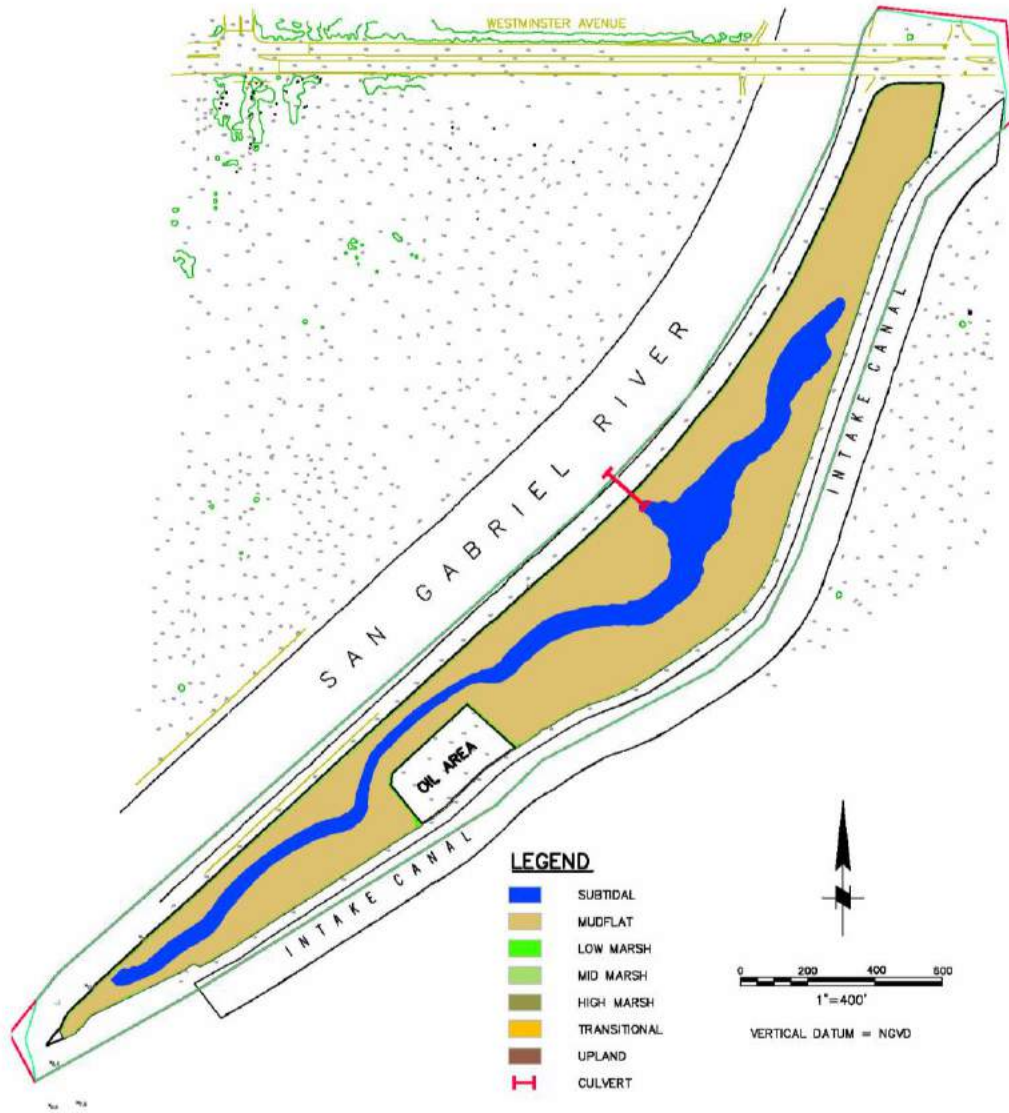 WESTMINSTER AVENUE
SAN GABRIEL RIVER
INTAKE CANAL
OIL AREA
INTAKE CANAL
LEGEND
SUBTIDAL
MUDFLAT
LOW MARSH
MID MARSH
HIGH MARSH
TRANSITIONAL
UPLAND
CULVERT
0 200 400 600
1"=400'
VERTICAL DATUM = NGVD